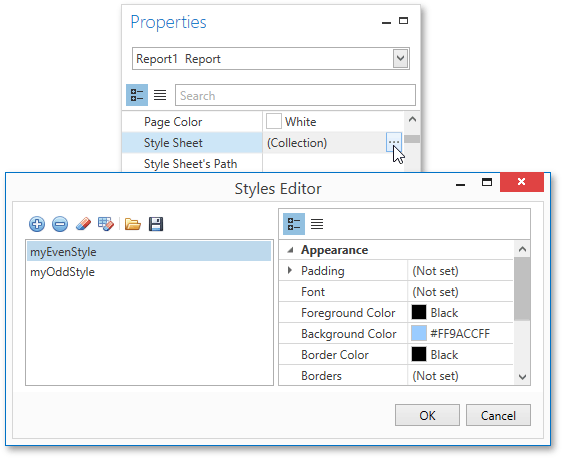 Properties
Report1 Report
Search
Page Color White
Style Sheet (Collection) ...
Style Sheet's Path
Styles Editor
myEvenStyle
myOddStyle
Appearance
Padding (Not set)
Font (Not set)
Foreground Color Black
Background Color #FF9ACCFF
Border Color Black
Borders (Not set)
OK Cancel